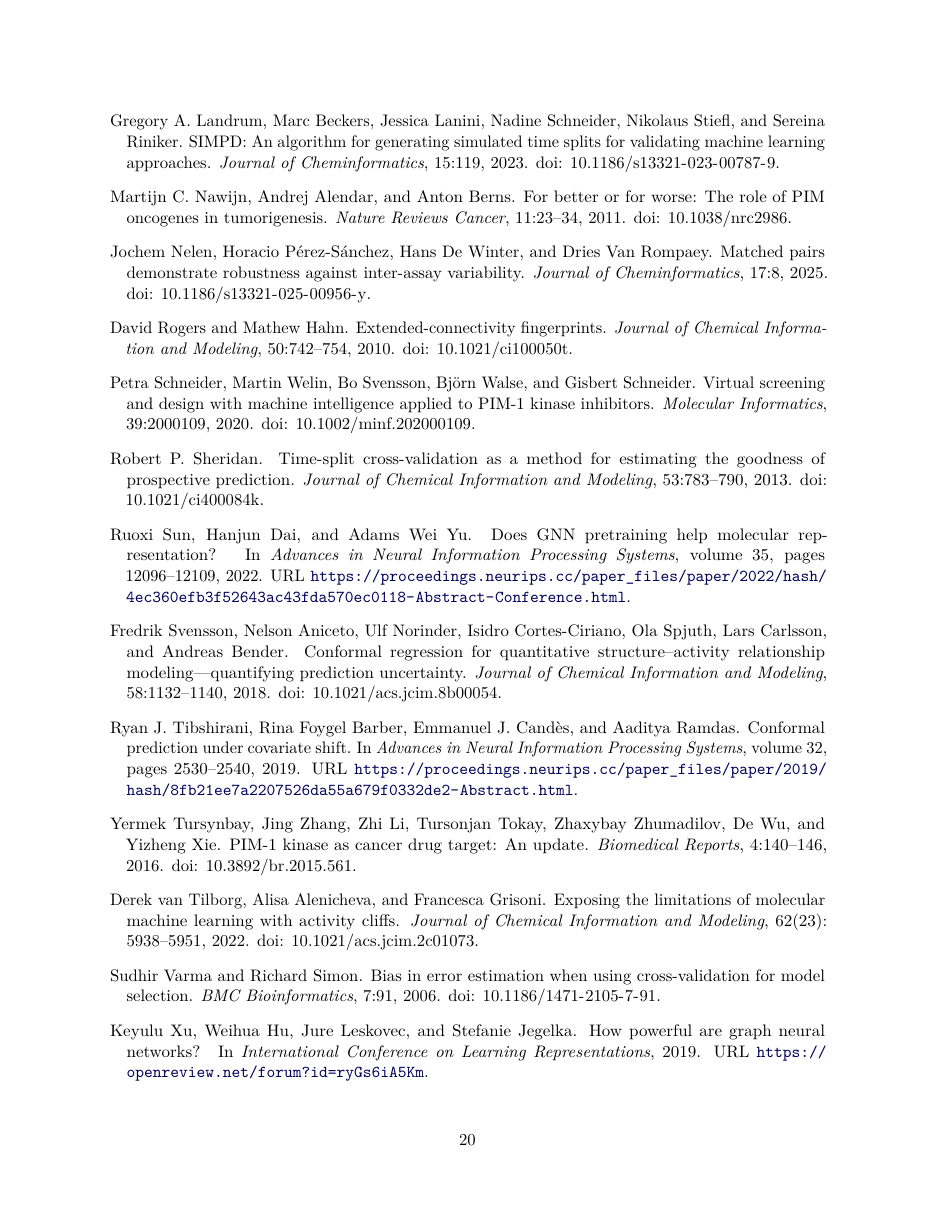 Gregory A. Landrum, Marc Beckers, Jessica Lanini, Nadine Schneider, Nikolaus Stiefl, and Sereina
Riniker. SIMPD: An algorithm for generating simulated time splits for validating machine learning
approaches. Journal of Cheminformatics, 15:119, 2023. doi: 10.1186/s13321-023-00787-9.
Martijn C. Nawijn, Andrej Alendar, and Anton Berns. For better or for worse: The role of PIM
oncogenes in tumorigenesis. Nature Reviews Cancer, 11:23–34, 2011. doi: 10.1038/nrc2986.
Jochem Nelen, Horacio Pérez-Sánchez, Hans De Winter, and Dries Van Rompaey. Matched pairs
demonstrate robustness against inter-assay variability. Journal of Cheminformatics, 17:8, 2025.
doi: 10.1186/s13321-025-00956-y.
David Rogers and Mathew Hahn. Extended-connectivity fingerprints. Journal of Chemical Informa-
tion and Modeling, 50:742–754, 2010. doi: 10.1021/ci100050t.
Petra Schneider, Martin Welin, Bo Svensson, Björn Walse, and Gisbert Schneider. Virtual screening
and design with machine intelligence applied to PIM-1 kinase inhibitors. Molecular Informatics,
39:2000109, 2020. doi: 10.1002/minf.202000109.
Robert P. Sheridan. Time-split cross-validation as a method for estimating the goodness of
prospective prediction. Journal of Chemical Information and Modeling, 53:783–790, 2013. doi:
10.1021/ci400084k.
Ruoxi Sun, Hanjun Dai, and Adams Wei Yu. Does GNN pretraining help molecular rep-
resentation? In Advances in Neural Information Processing Systems, volume 35, pages
12096–12109, 2022. URL https://proceedings.neurips.cc/paper_files/paper/2022/hash/
4ec360efb3f52643ac43fda570ec0118-Abstract-Conference.html.
Fredrik Svensson, Nelson Aniceto, Ulf Norinder, Isidro Cortes-Ciriano, Ola Spjuth, Lars Carlsson,
and Andreas Bender. Conformal regression for quantitative structure–activity relationship
modeling—quantifying prediction uncertainty. Journal of Chemical Information and Modeling,
58:1132–1140, 2018. doi: 10.1021/acs.jcim.8b00054.
Ryan J. Tibshirani, Rina Foygel Barber, Emmanuel J. Candès, and Aaditya Ramdas. Conformal
prediction under covariate shift. In Advances in Neural Information Processing Systems, volume 32,
pages 2530–2540, 2019. URL https://proceedings.neurips.cc/paper_files/paper/2019/
hash/8fb21ee7a2207526da55a679f0332de2-Abstract.html.
Yermek Tursynbay, Jing Zhang, Zhi Li, Tursonjan Tokay, Zhaxybay Zhumadilov, De Wu, and
Yizheng Xie. PIM-1 kinase as cancer drug target: An update. Biomedical Reports, 4:140–146,
2016. doi: 10.3892/br.2015.561.
Derek van Tilborg, Alisa Alenicheva, and Francesca Grisoni. Exposing the limitations of molecular
machine learning with activity cliffs. Journal of Chemical Information and Modeling, 62(23):
5938–5951, 2022. doi: 10.1021/acs.jcim.2c01073.
Sudhir Varma and Richard Simon. Bias in error estimation when using cross-validation for model
selection. BMC Bioinformatics, 7:91, 2006. doi: 10.1186/1471-2105-7-91.
Keyulu Xu, Weihua Hu, Jure Leskovec, and Stefanie Jegelka. How powerful are graph neural
networks? In International Conference on Learning Representations, 2019. URL https://
openreview.net/forum?id=ryGs6iA5Km.
20